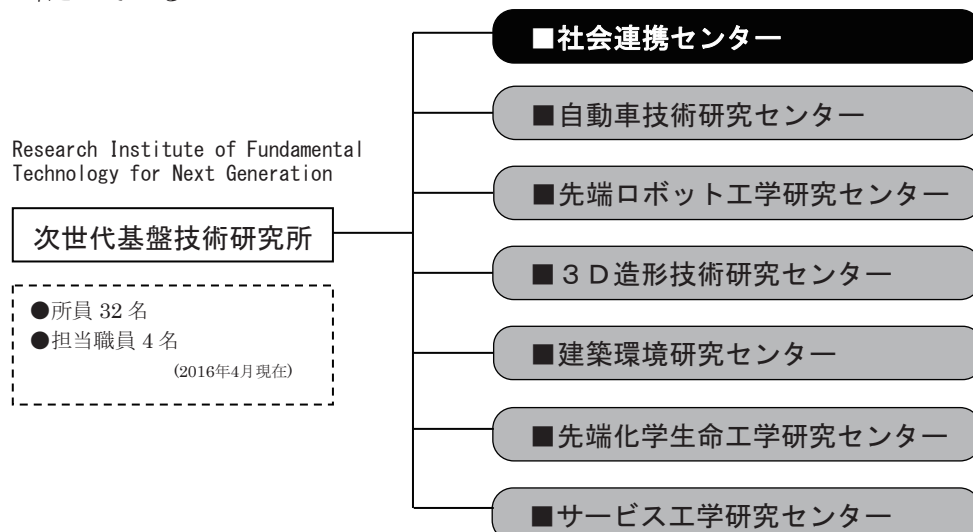 ■社会連携センター
■自動車技術研究センター
Research Institute of Fundamental
Technology for Next Generation
■先端ロボット工学研究センター
次世代基盤技術研究所
■３Ｄ造形技術研究センター
●所員 32 名
●担当職員 4 名
(2016年4月現在)
■建築環境研究センター
■先端化学生命工学研究センター
■サービス工学研究センター